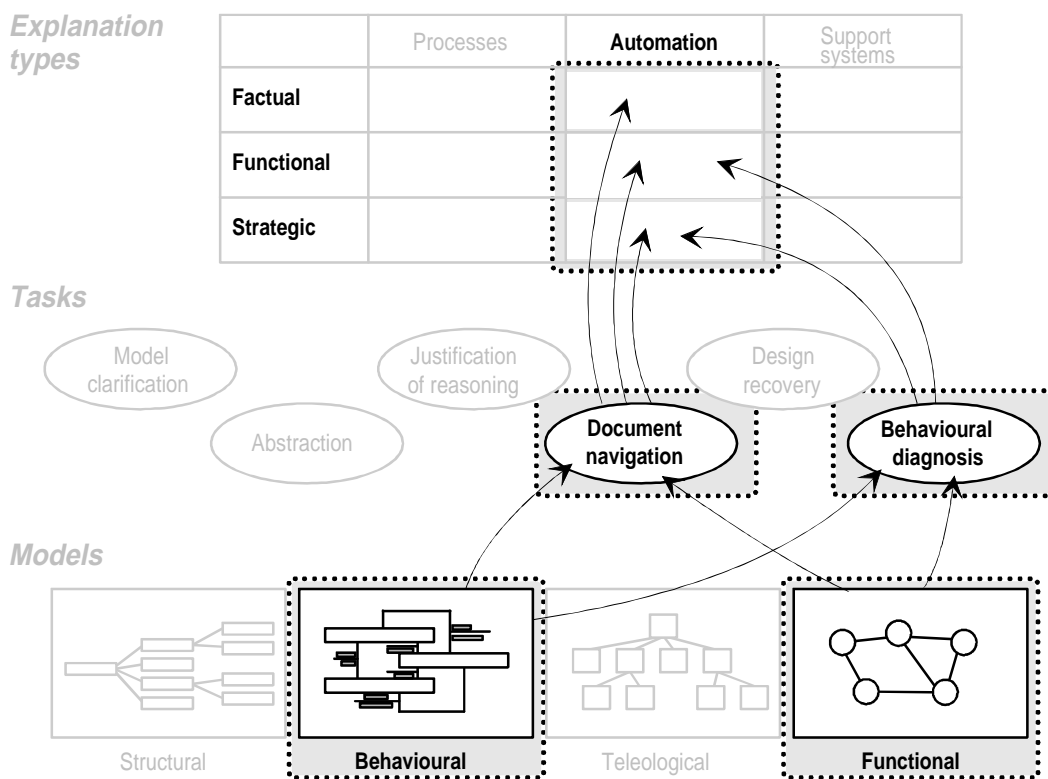 Explanation
types
Processes
Automation
Support
systems
Factual
Functional
Strategic
Tasks
Model
clarification
Justification
of reasoning
Design
recovery
Abstraction
Document
navigation
Behavioural
diagnosis
Models
Structural
Behavioural
Teleological
Functional